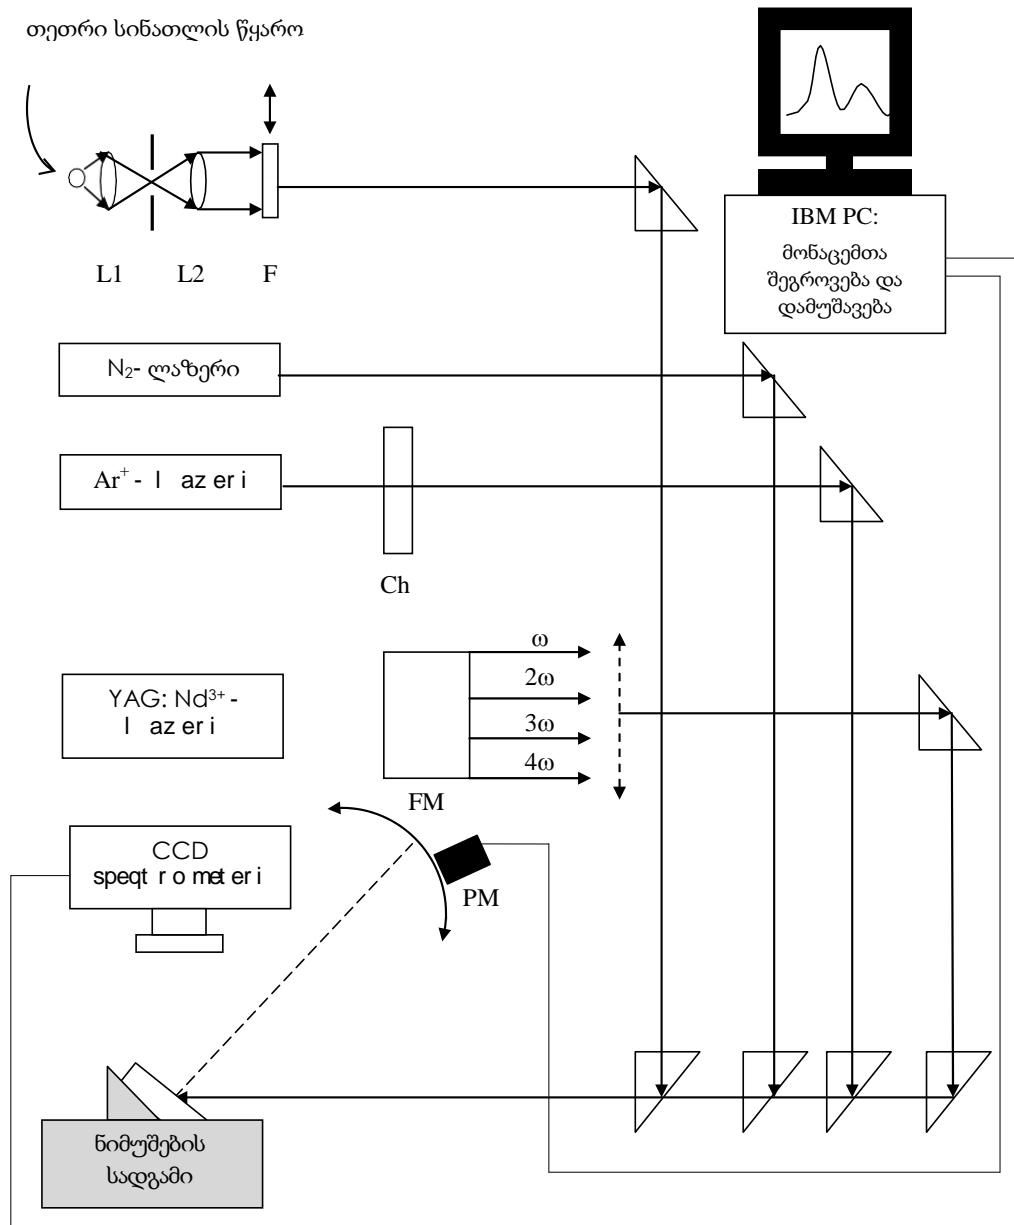 თეთრი სინათლის წყარო
L1
L2
F
IBM PC:
მონაცემთა
შეგროვება და
დამუშავება
N₂- ლაზერი
Ar⁺- l az er i
Ch
YAG: Nd³⁺ -
l az er i
ω
2ω
3ω
4ω
FM
CCD
speqt r o met er i
PM
ნიმუშების
სადგამი